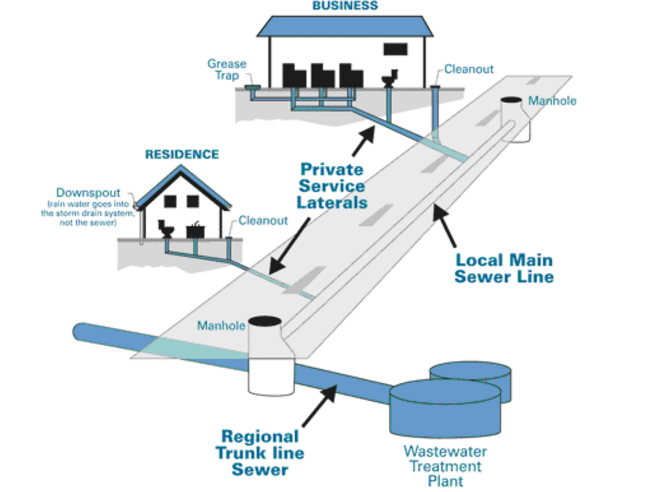 BUSINESS
Grease
Trap
Cleanout
Manhole
RESIDENCE
Private
Service
Laterals
Downspout
(rain water goes into
the storm drain system,
not the sewer)
Cleanout
Local Main
Sewer Line
Manhole
Regional
Trunk line
Sewer
Wastewater
Treatment
Plant